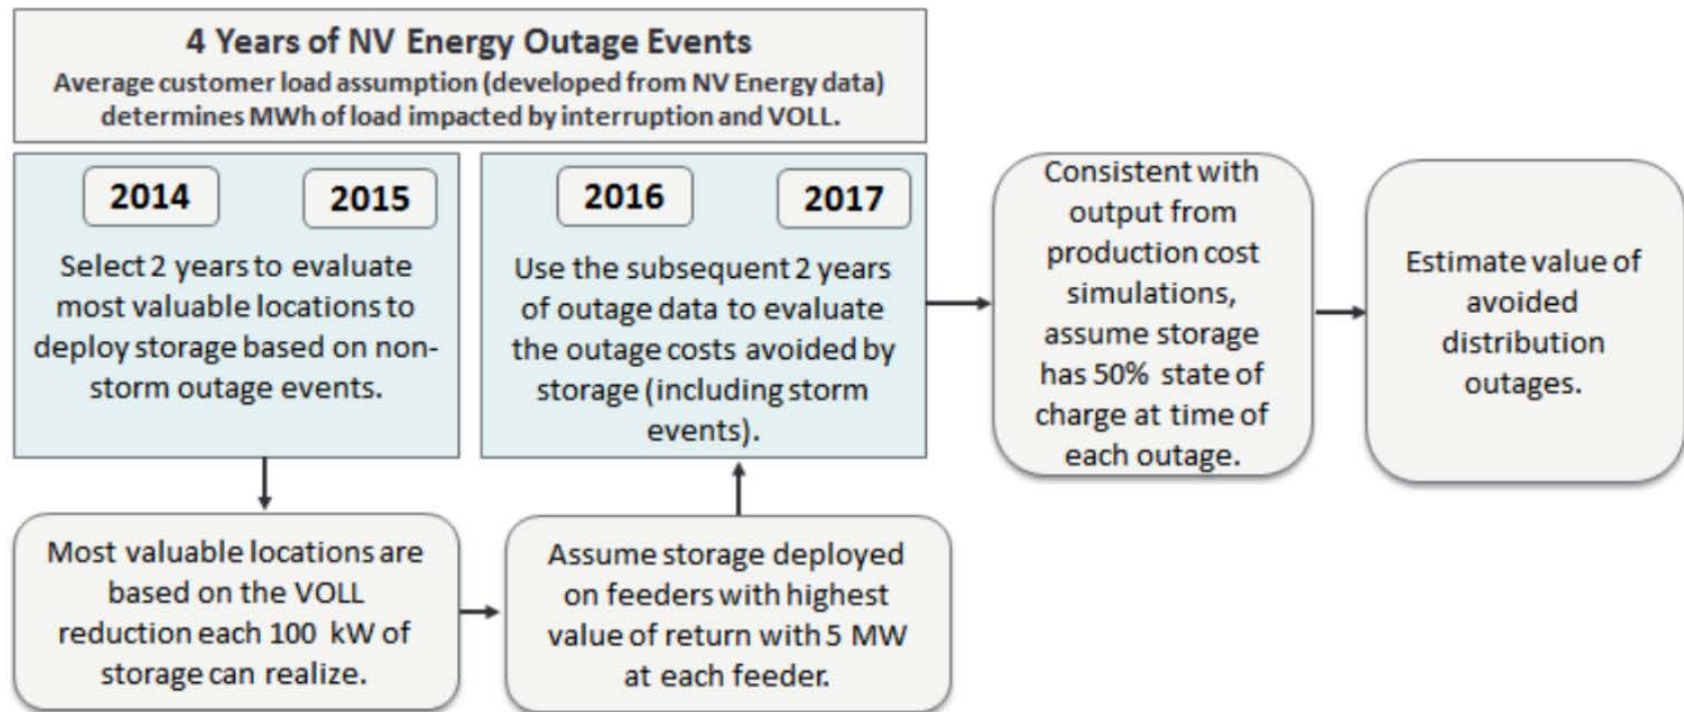 4 Years of NV Energy Outage Events
Average customer load assumption (developed from NV Energy data)
determines MWh of load impacted by interruption and VOLL.
2014
2015
Select 2 years to evaluate
most valuable locations to
deploy storage based on non-
storm outage events.
Most valuable locations are
based on the VOLL
reduction each 100 kW of
storage can realize.
Assume storage deployed
on feeders with highest
value of return with 5 MW
at each feeder.
2016
2017
Use the subsequent 2 years
of outage data to evaluate
the outage costs avoided by
storage (including storm
events).
Consistent with
output from
production cost
simulations,
assume storage
has 50% state of
charge at time of
each outage.
Estimate value of
avoided
distribution
outages.